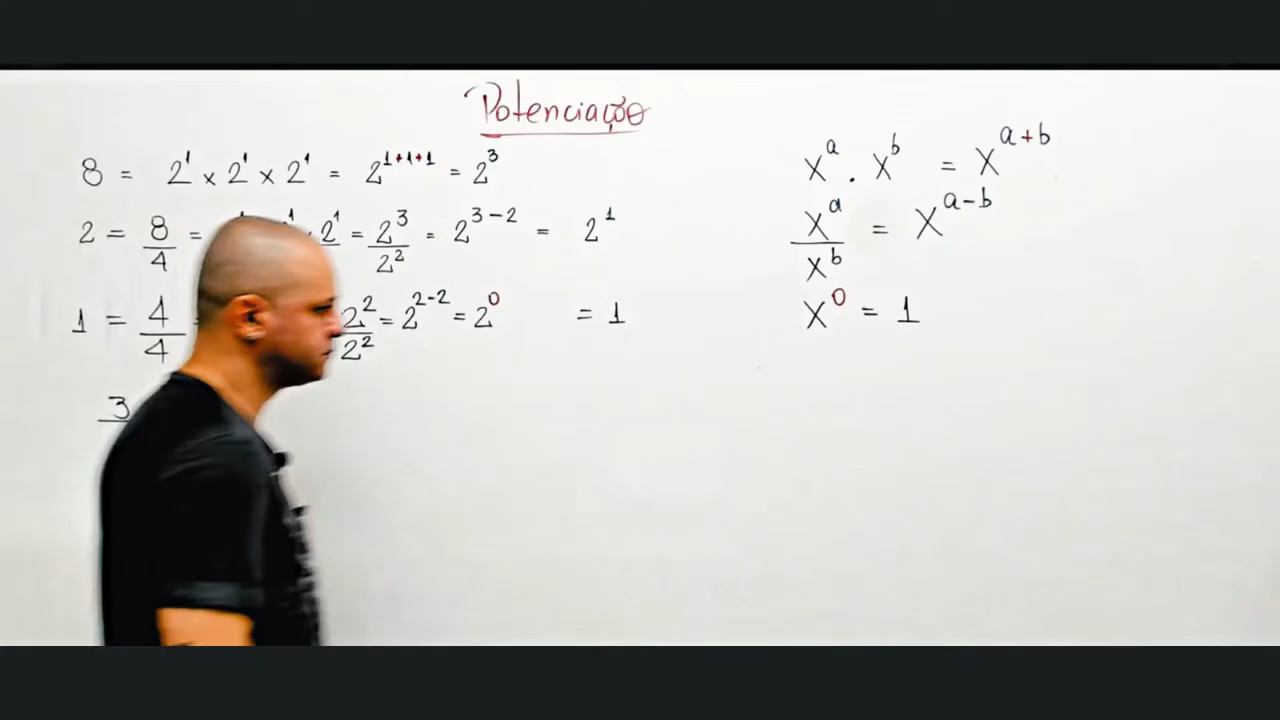 Potenciação
8 = 2¹ x 2¹ x 2¹ = 2¹⁺¹⁺¹ = 2³
2 = 8/4 = 2¹ = 2³/2² = 2³⁻² = 2¹
1 = 4/4 2²/2² = 2²⁻² = 2⁰ = 1
3
xᵃ . xᵇ = xᵃ⁺ᵇ
xᵃ/xᵇ = xᵃ⁻ᵇ
x⁰ = 1